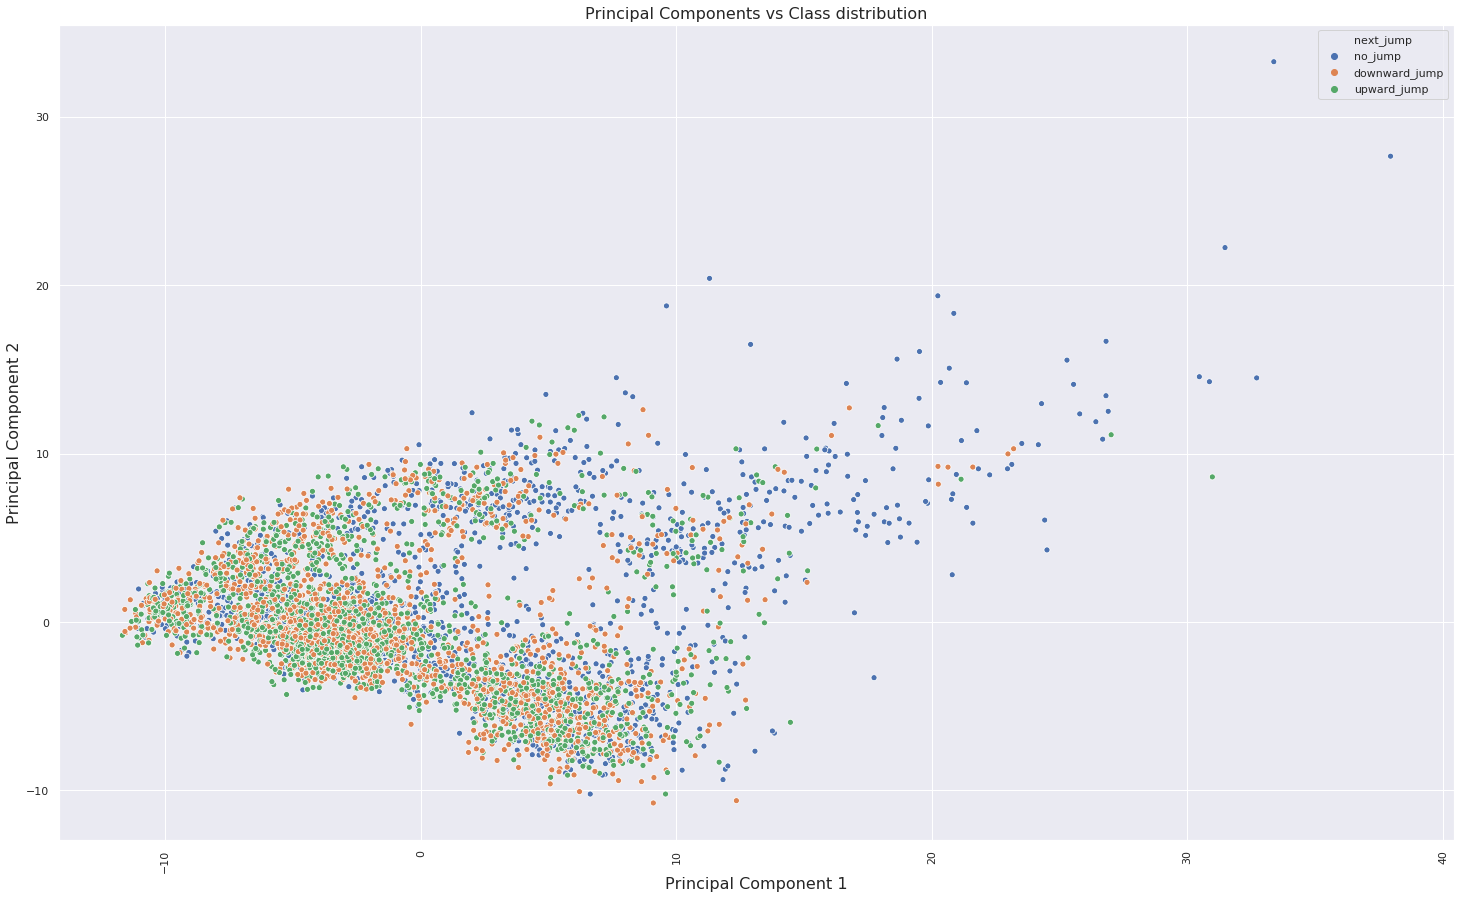 Principal Components vs Class distribution
next_jump
no_jump
downward_jump
upward_jump
30
20
10
0
−10
Principal Component 2
−10
0
10
20
30
40
Principal Component 1